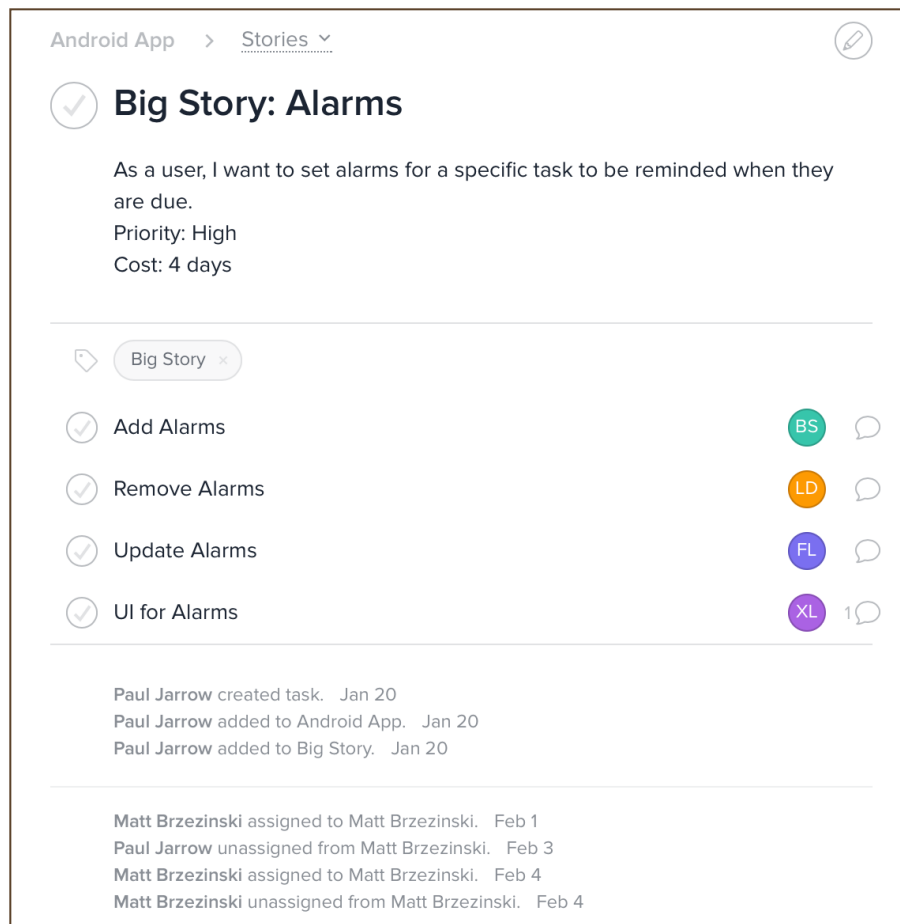 Android App > Stories
Big Story: Alarms
As a user, I want to set alarms for a specific task to be reminded when they
are due.
Priority: High
Cost: 4 days
Big Story ×
Add Alarms BS
Remove Alarms LD
Update Alarms FL
UI for Alarms XL 1
Paul Jarrow created task. Jan 20
Paul Jarrow added to Android App. Jan 20
Paul Jarrow added to Big Story. Jan 20
Matt Brzezinski assigned to Matt Brzezinski. Feb 1
Paul Jarrow unassigned from Matt Brzezinski. Feb 3
Matt Brzezinski assigned to Matt Brzezinski. Feb 4
Matt Brzezinski unassigned from Matt Brzezinski. Feb 4